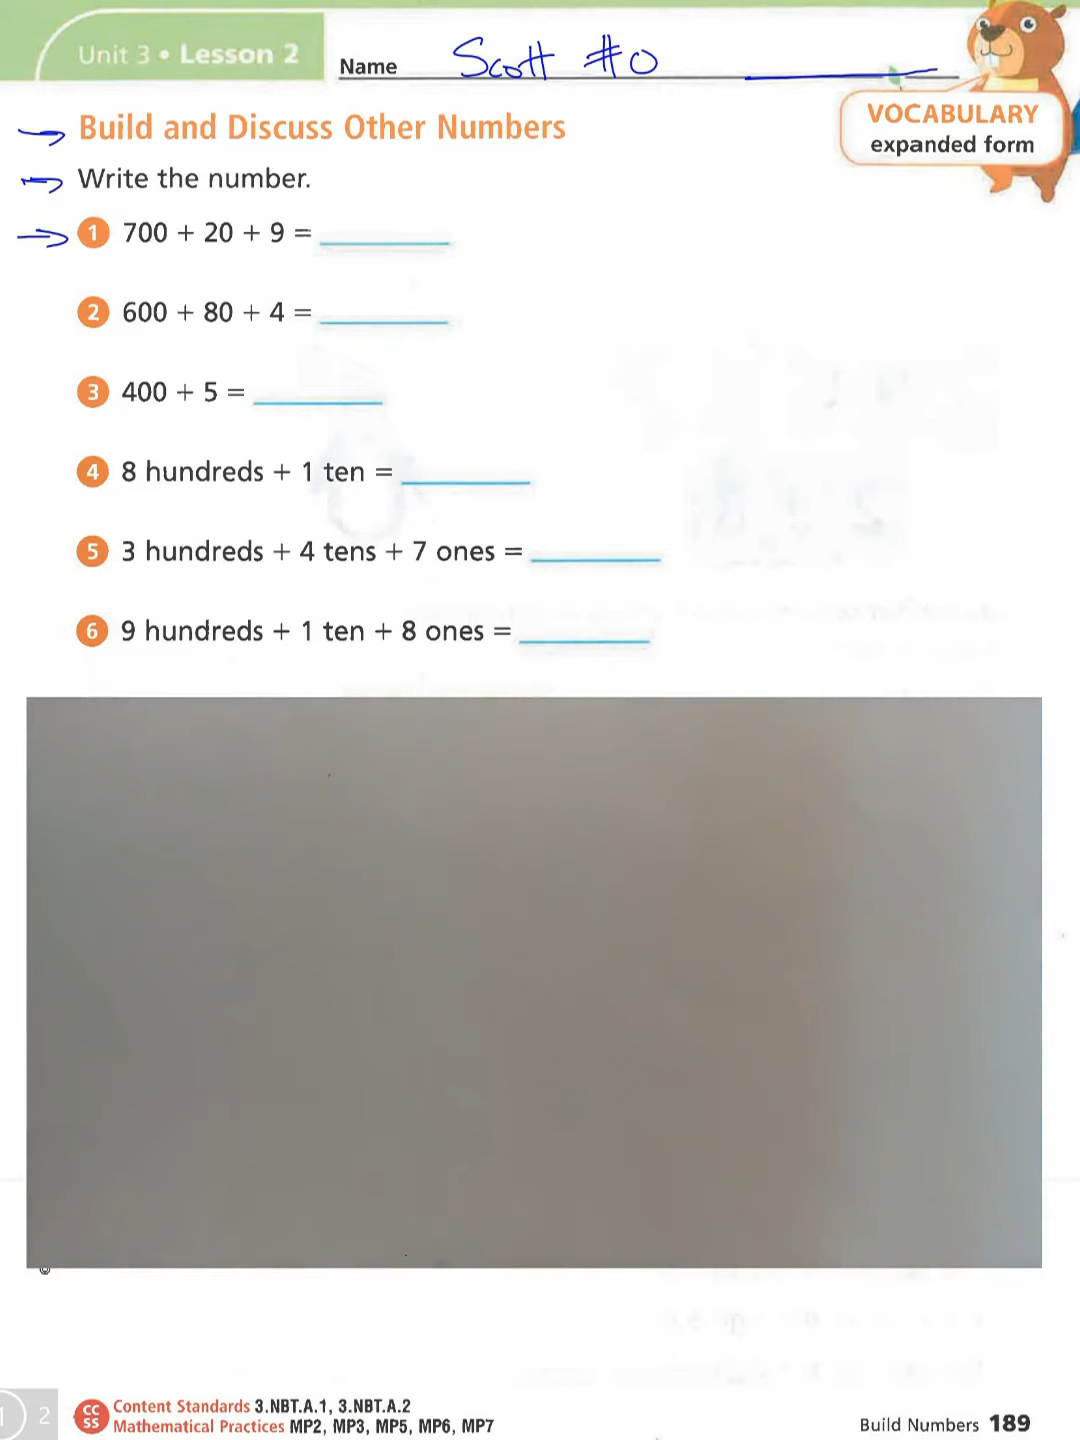 Unit 3 • Lesson 2
Name Scott #0
VOCABULARY
expanded form
Build and Discuss Other Numbers
Write the number.
1 700 + 20 + 9 =
2 600 + 80 + 4 =
3 400 + 5 =
4 8 hundreds + 1 ten =
5 3 hundreds + 4 tens + 7 ones =
6 9 hundreds + 1 ten + 8 ones =
©
2
CC SS Content Standards 3.NBT.A.1, 3.NBT.A.2
Mathematical Practices MP2, MP3, MP5, MP6, MP7
Build Numbers 189